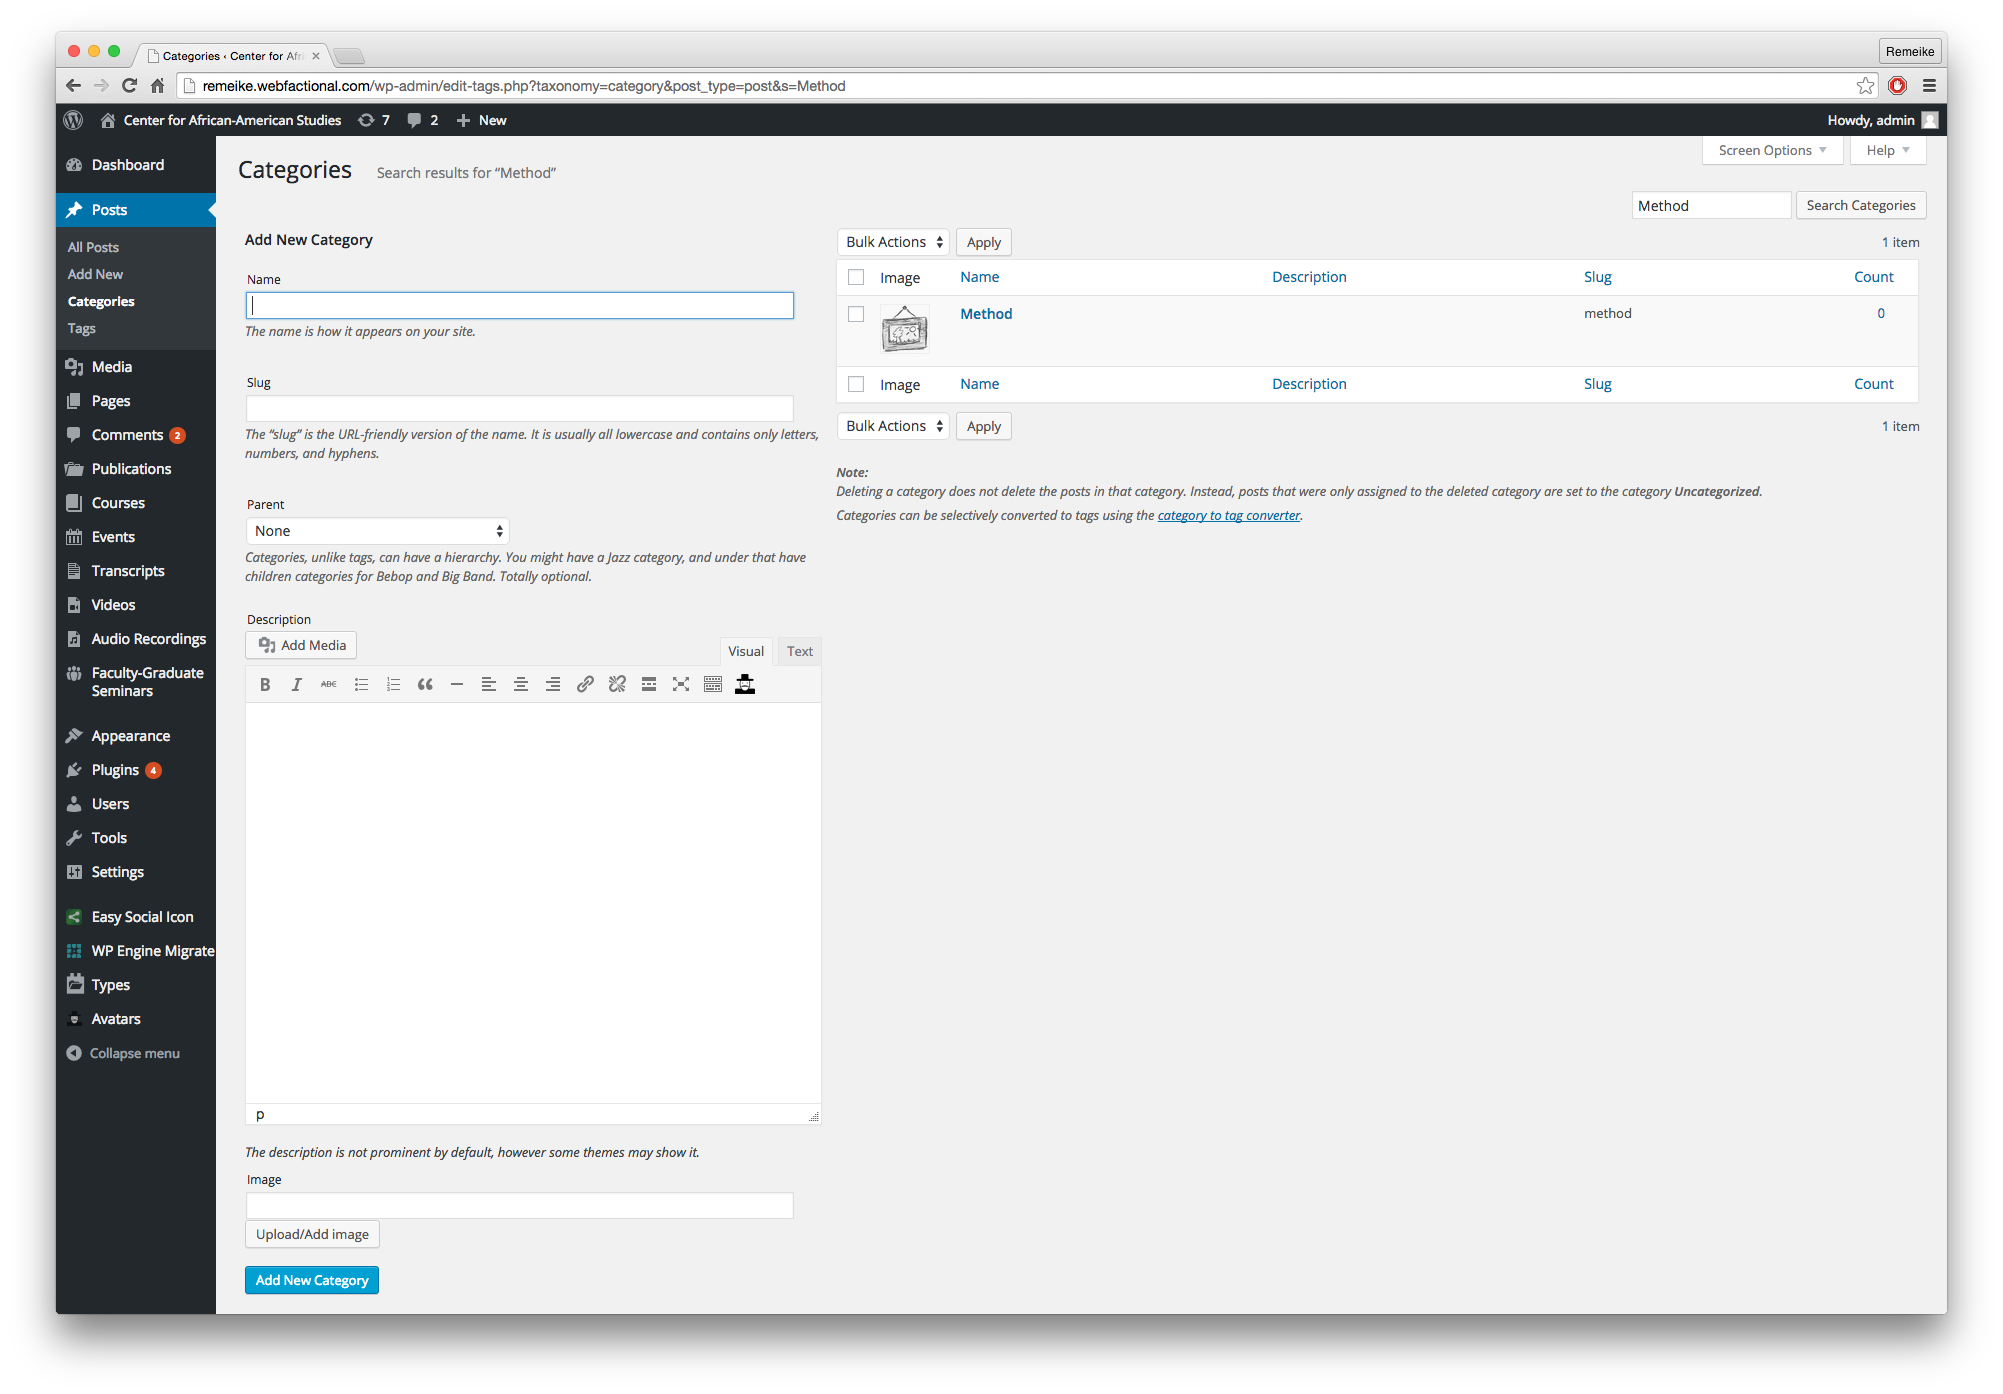 Categories ‹ Center for Afri
Remeike
remeike.webfactional.com/wp-admin/edit-tags.php?taxonomy=category&post_type=post&s=Method
Center for African-American Studies 7 2 New
Howdy, admin
Dashboard
Posts
All Posts
Add New
Categories
Tags
Media
Pages
Comments 2
Publications
Courses
Events
Transcripts
Videos
Audio Recordings
Faculty-Graduate
Seminars
Appearance
Plugins 4
Users
Tools
Settings
Easy Social Icon
WP Engine Migrate
Types
Avatars
Collapse menu
Screen Options Help
Categories Search results for “Method”
Method Search Categories
Add New Category
Name
The name is how it appears on your site.
Slug
The “slug” is the URL-friendly version of the name. It is usually all lowercase and contains only letters,
numbers, and hyphens.
Parent
None
Categories, unlike tags, can have a hierarchy. You might have a Jazz category, and under that have
children categories for Bebop and Big Band. Totally optional.
Description
Add Media
Visual Text
B I ABC
p
The description is not prominent by default, however some themes may show it.
Image
Upload/Add image
Add New Category
Bulk Actions Apply 1 item
Image Name Description Slug Count
Method method 0
Image Name Description Slug Count
Bulk Actions Apply 1 item
Note:
Deleting a category does not delete the posts in that category. Instead, posts that were only assigned to the deleted category are set to the category Uncategorized.
Categories can be selectively converted to tags using the category to tag converter.